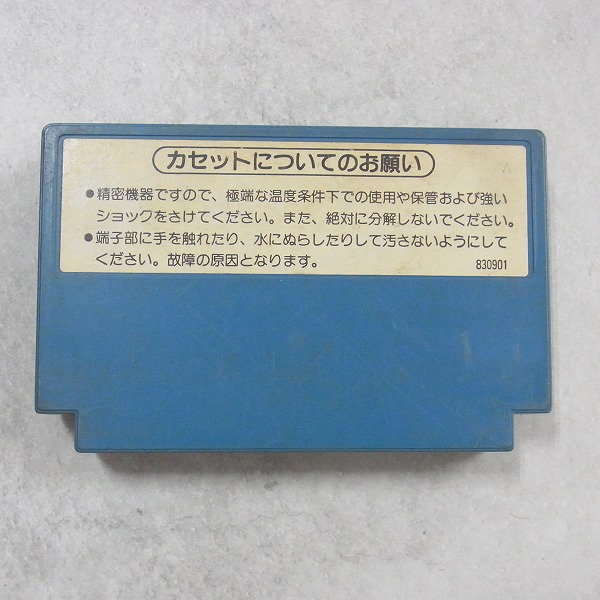 カセットについてのお願い
●精密機器ですので、極端な温度条件下での使用や保管および強い
ショックをさけてください。また、絶対に分解しないでください。
●端子部に手を触れたり、水にぬらしたりして汚さないようにして
ください。故障の原因となります。
830901